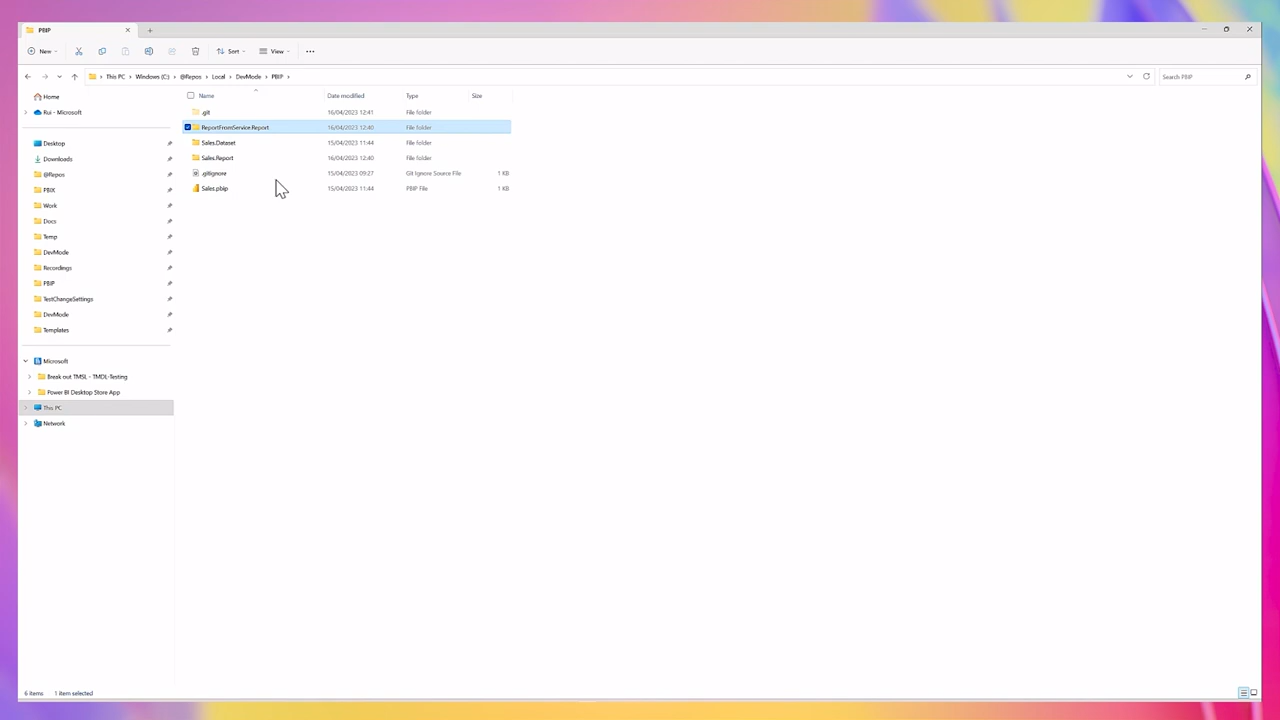 PBIP
New
Sort
View
This PC
Windows (C:)
@Repos
Local
DevMode
PBIP
Search PBIP
Home
Rui - Microsoft
Desktop
Downloads
@Repos
PBIX
Work
Docs
Temp
DevMode
Recordings
PBIP
TestChangeSettings
DevMode
Templates
Microsoft
Break out TMSL - TMDL-Testing
Power BI Desktop Store App
This PC
Network
Name Date modified Type Size
.git 16/04/2023 12:41 File folder
ReportFromService.Report 16/04/2023 12:40 File folder
Sales.Dataset 15/04/2023 11:44 File folder
Sales.Report 16/04/2023 12:40 File folder
.gitignore 15/04/2023 09:27 Git Ignore Source File 1 KB
Sales.pbip 15/04/2023 11:44 PBIP File 1 KB
6 items 1 item selected